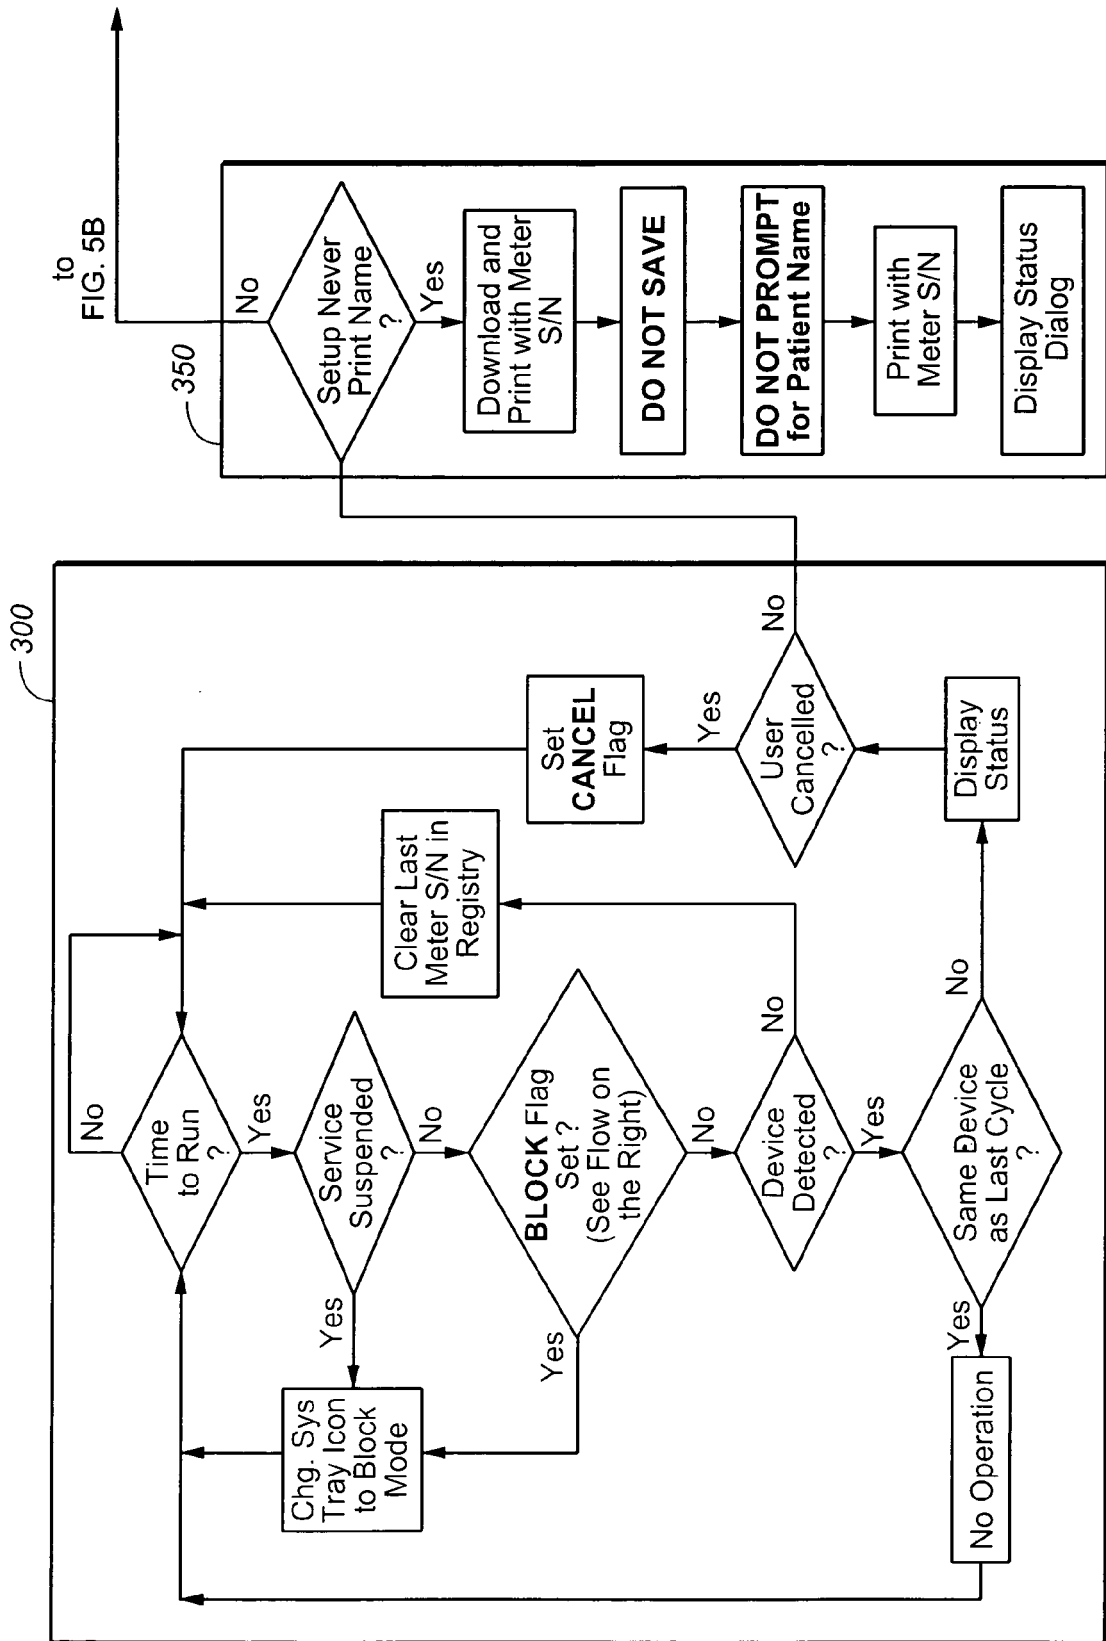 300
Time
to Run
?
No
Yes
Service
Suspended
?
Yes
No
Chg. Sys
Tray Icon
to Block
Mode
BLOCK Flag
Set ?
(See Flow on
the Right)
Yes
No
Device
Detected
?
No
Yes
Clear Last
Meter S/N in
Registry
Same Device
as Last Cycle
?
Yes
No
No Operation
Display
Status
User
Cancelled
?
Yes
No
Set
CANCEL
Flag
350
Setup Never
Print Name
?
No
to
FIG. 5B
Yes
Download and
Print with Meter
S/N
DO NOT SAVE
DO NOT PROMPT
for Patient Name
Print with
Meter S/N
Display Status
Dialog